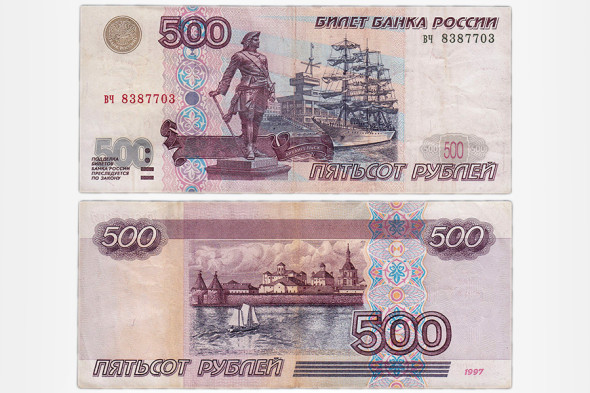 500
БИЛЕТ БАНКА РОССИИ
вч 8387703
вч 8387703
500
ПОДДЕЛКА
БИЛЕТОВ
БАНКА РОССИИ
ПРЕСЛЕДУЕТСЯ
ПО ЗАКОНУ
500
ПЯТЬСОТ РУБЛЕЙ
500
500
500
ПЯТЬСОТ РУБЛЕЙ
1997